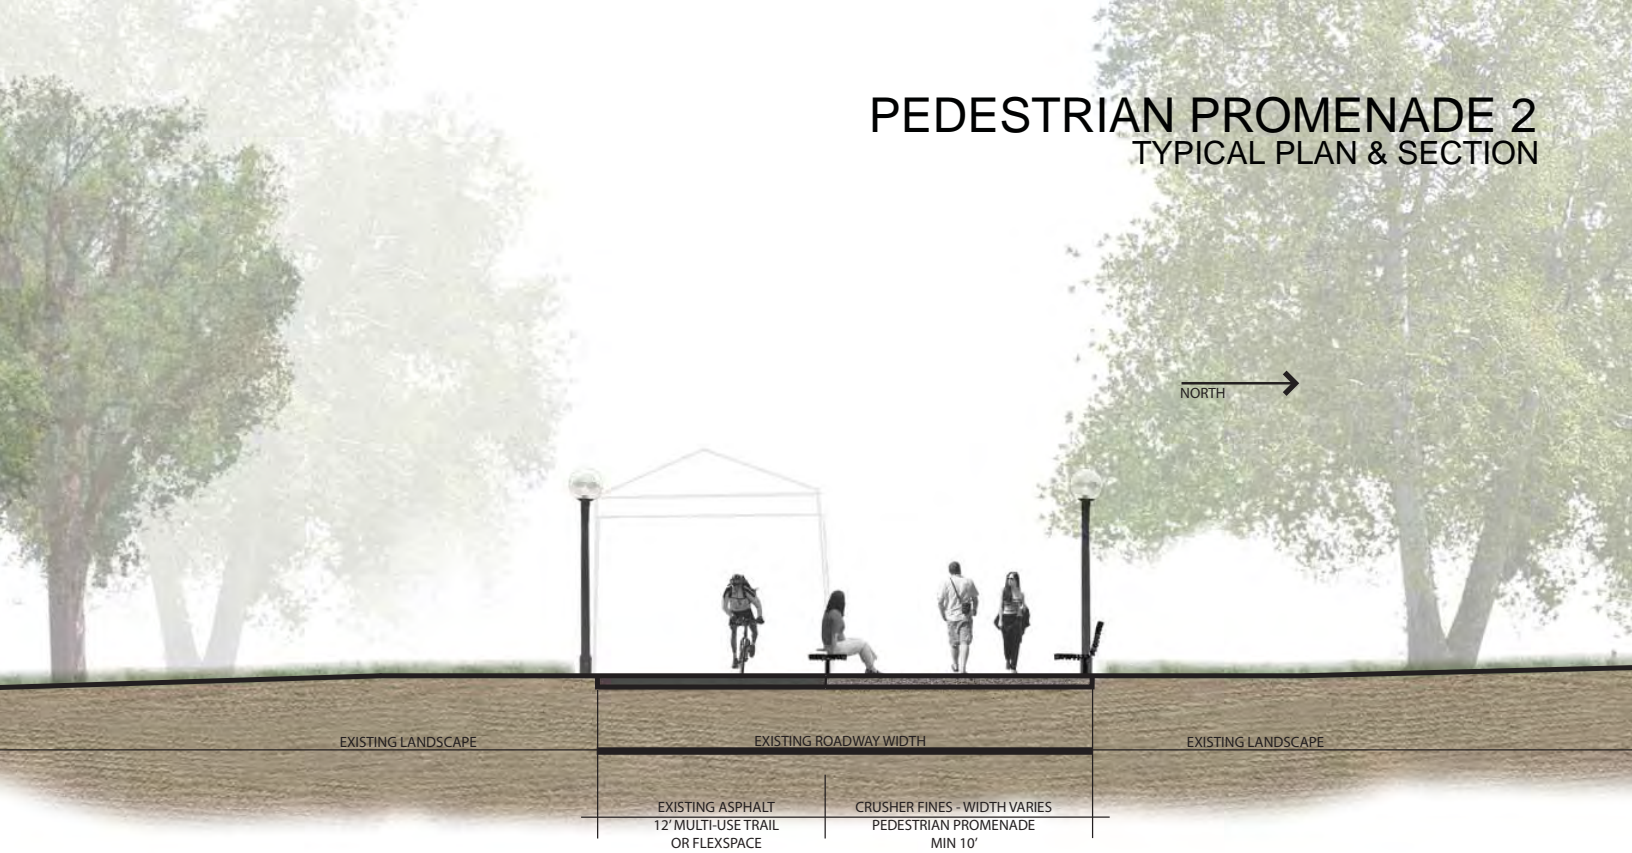 PEDESTRIAN PROMENADE 2
TYPICAL PLAN & SECTION
NORTH
EXISTING LANDSCAPE
EXISTING ROADWAY WIDTH
EXISTING LANDSCAPE
EXISTING ASPHALT
12' MULTI-USE TRAIL
OR FLEXSPACE
CRUSHER FINES - WIDTH VARIES
PEDESTRIAN PROMENADE
MIN 10'